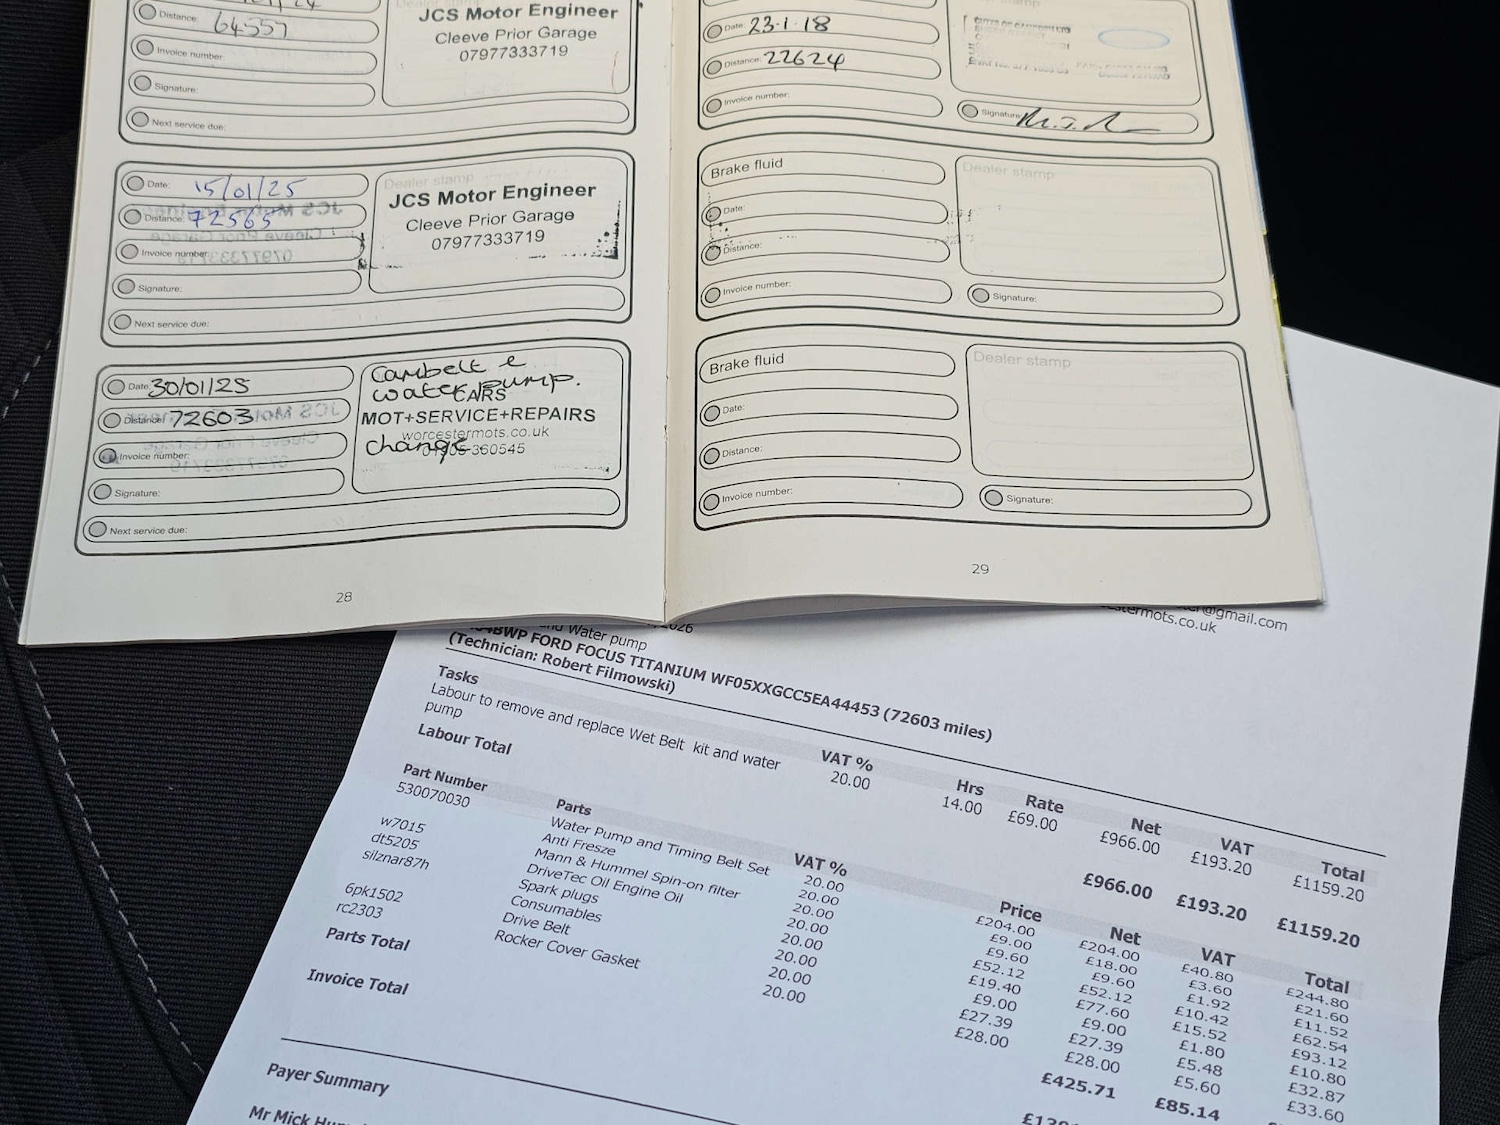 Distance: 64557
Invoice number:
Signature:
Next service due:
JCS Motor Engineer
Cleeve Prior Garage
07977333719
Date: 15/01/25
Distance: 72565
Invoice number:
Signature:
Next service due:
Dealer stamp
JCS Motor Engineer
Cleeve Prior Garage
07977333719
Date: 30/01/25
Distance: 72603
Invoice number:
Signature:
Next service due:
Cambelt &
water pump.
CARS
MOT+SERVICE+REPAIRS
worcestermots.co.uk
change
01905 360545
28
Date: 23·1·18
Distance: 22624
Invoice number:
Signature:
Brake fluid
Date:
Distance:
Invoice number:
Dealer stamp
Signature:
Brake fluid
Date:
Distance:
Invoice number:
Dealer stamp
Signature:
29
@gmail.com
stermots.co.uk
and Water pump
BWP FORD FOCUS TITANIUM WF05XXGCC5EA44453 (72603 miles)
(Technician: Robert Filmowski)
Tasks VAT % Hrs Rate Net VAT Total
Labour to remove and replace Wet Belt kit and water 20.00 14.00 £69.00 £966.00 £193.20 £1159.20
pump
Labour Total £966.00 £193.20 £1159.20
Part Number Parts VAT % Price Net VAT Total
530070030 Water Pump and Timing Belt Set 20.00 £204.00 £204.00 £40.80 £244.80
Anti Fresze 20.00 £9.00 £18.00 £3.60 £21.60
w7015 Mann & Hummel Spin-on filter 20.00 £9.60 £9.60 £1.92 £11.52
dt5205 DriveTec Oil Engine Oil 20.00 £52.12 £52.12 £10.42 £62.54
silznar87h Spark plugs 20.00 £19.40 £77.60 £15.52 £93.12
Consumables 20.00 £9.00 £9.00 £1.80 £10.80
6pk1502 Drive Belt 20.00 £27.39 £27.39 £5.48 £32.87
rc2303 Rocker Cover Gasket 20.00 £28.00 £28.00 £5.60 £33.60
Parts Total £425.71 £85.14
Invoice Total
Payer Summary
Mr Mick